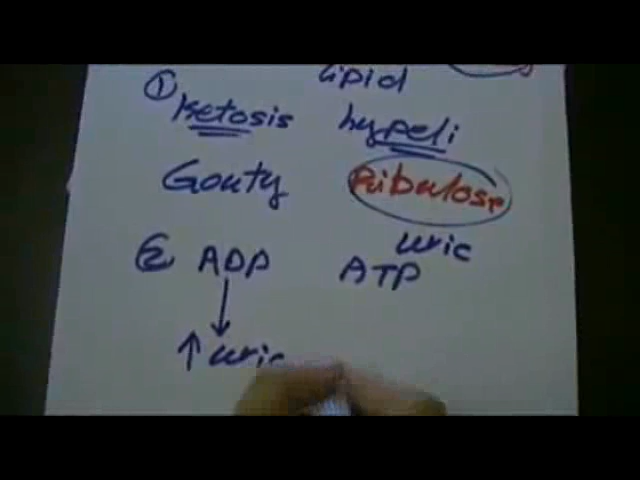 lipid
① Ketosis hypeli
Gouty Ribulose
② ADP uric
ATP
↑ uric